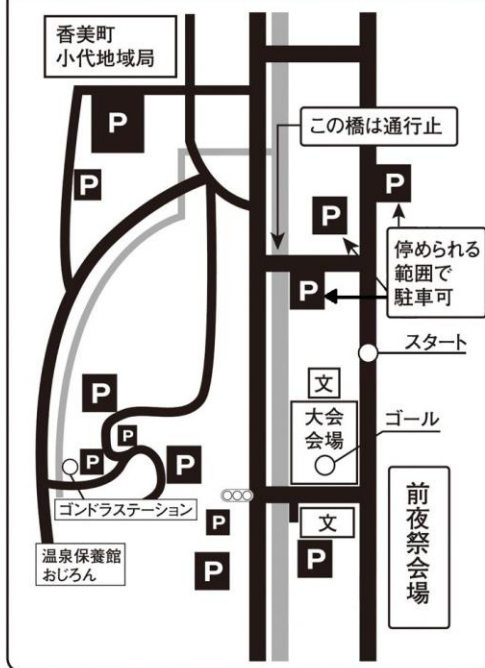 香美町
小代地域局
P
P
この橋は通行止
P
P
停められる
範囲で
駐車可
P
スタート
文
大会
会場
ゴール
P
P
P
P
ゴンドラステーション
前夜祭会場
文
P
P
P
温泉保養館
おじろん